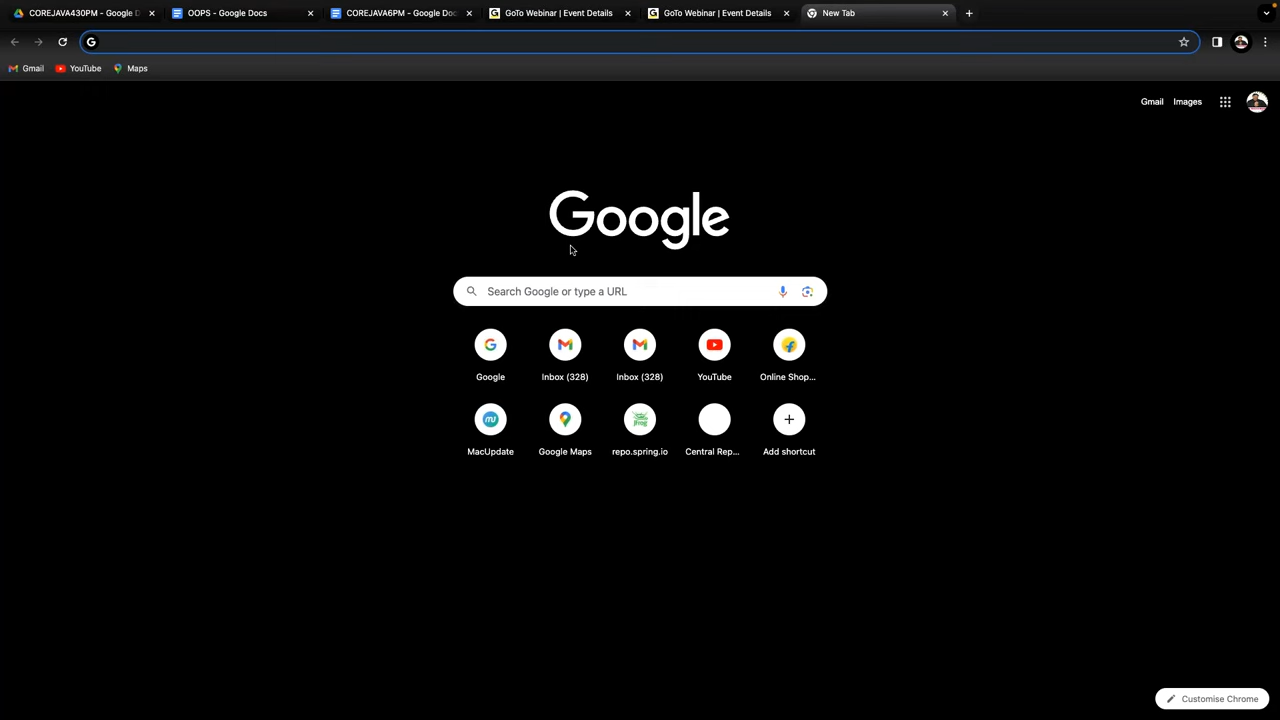 COREJAVA430PM - Google D
OOPS - Google Docs
COREJAVA6PM - Google Doc
GoTo Webinar | Event Details
GoTo Webinar | Event Details
New Tab
Gmail
YouTube
Maps
Gmail
Images
Google
Search Google or type a URL
Google
Inbox (328)
Inbox (328)
YouTube
Online Shop...
MacUpdate
Google Maps
repo.spring.io
Central Rep...
Add shortcut
Customise Chrome